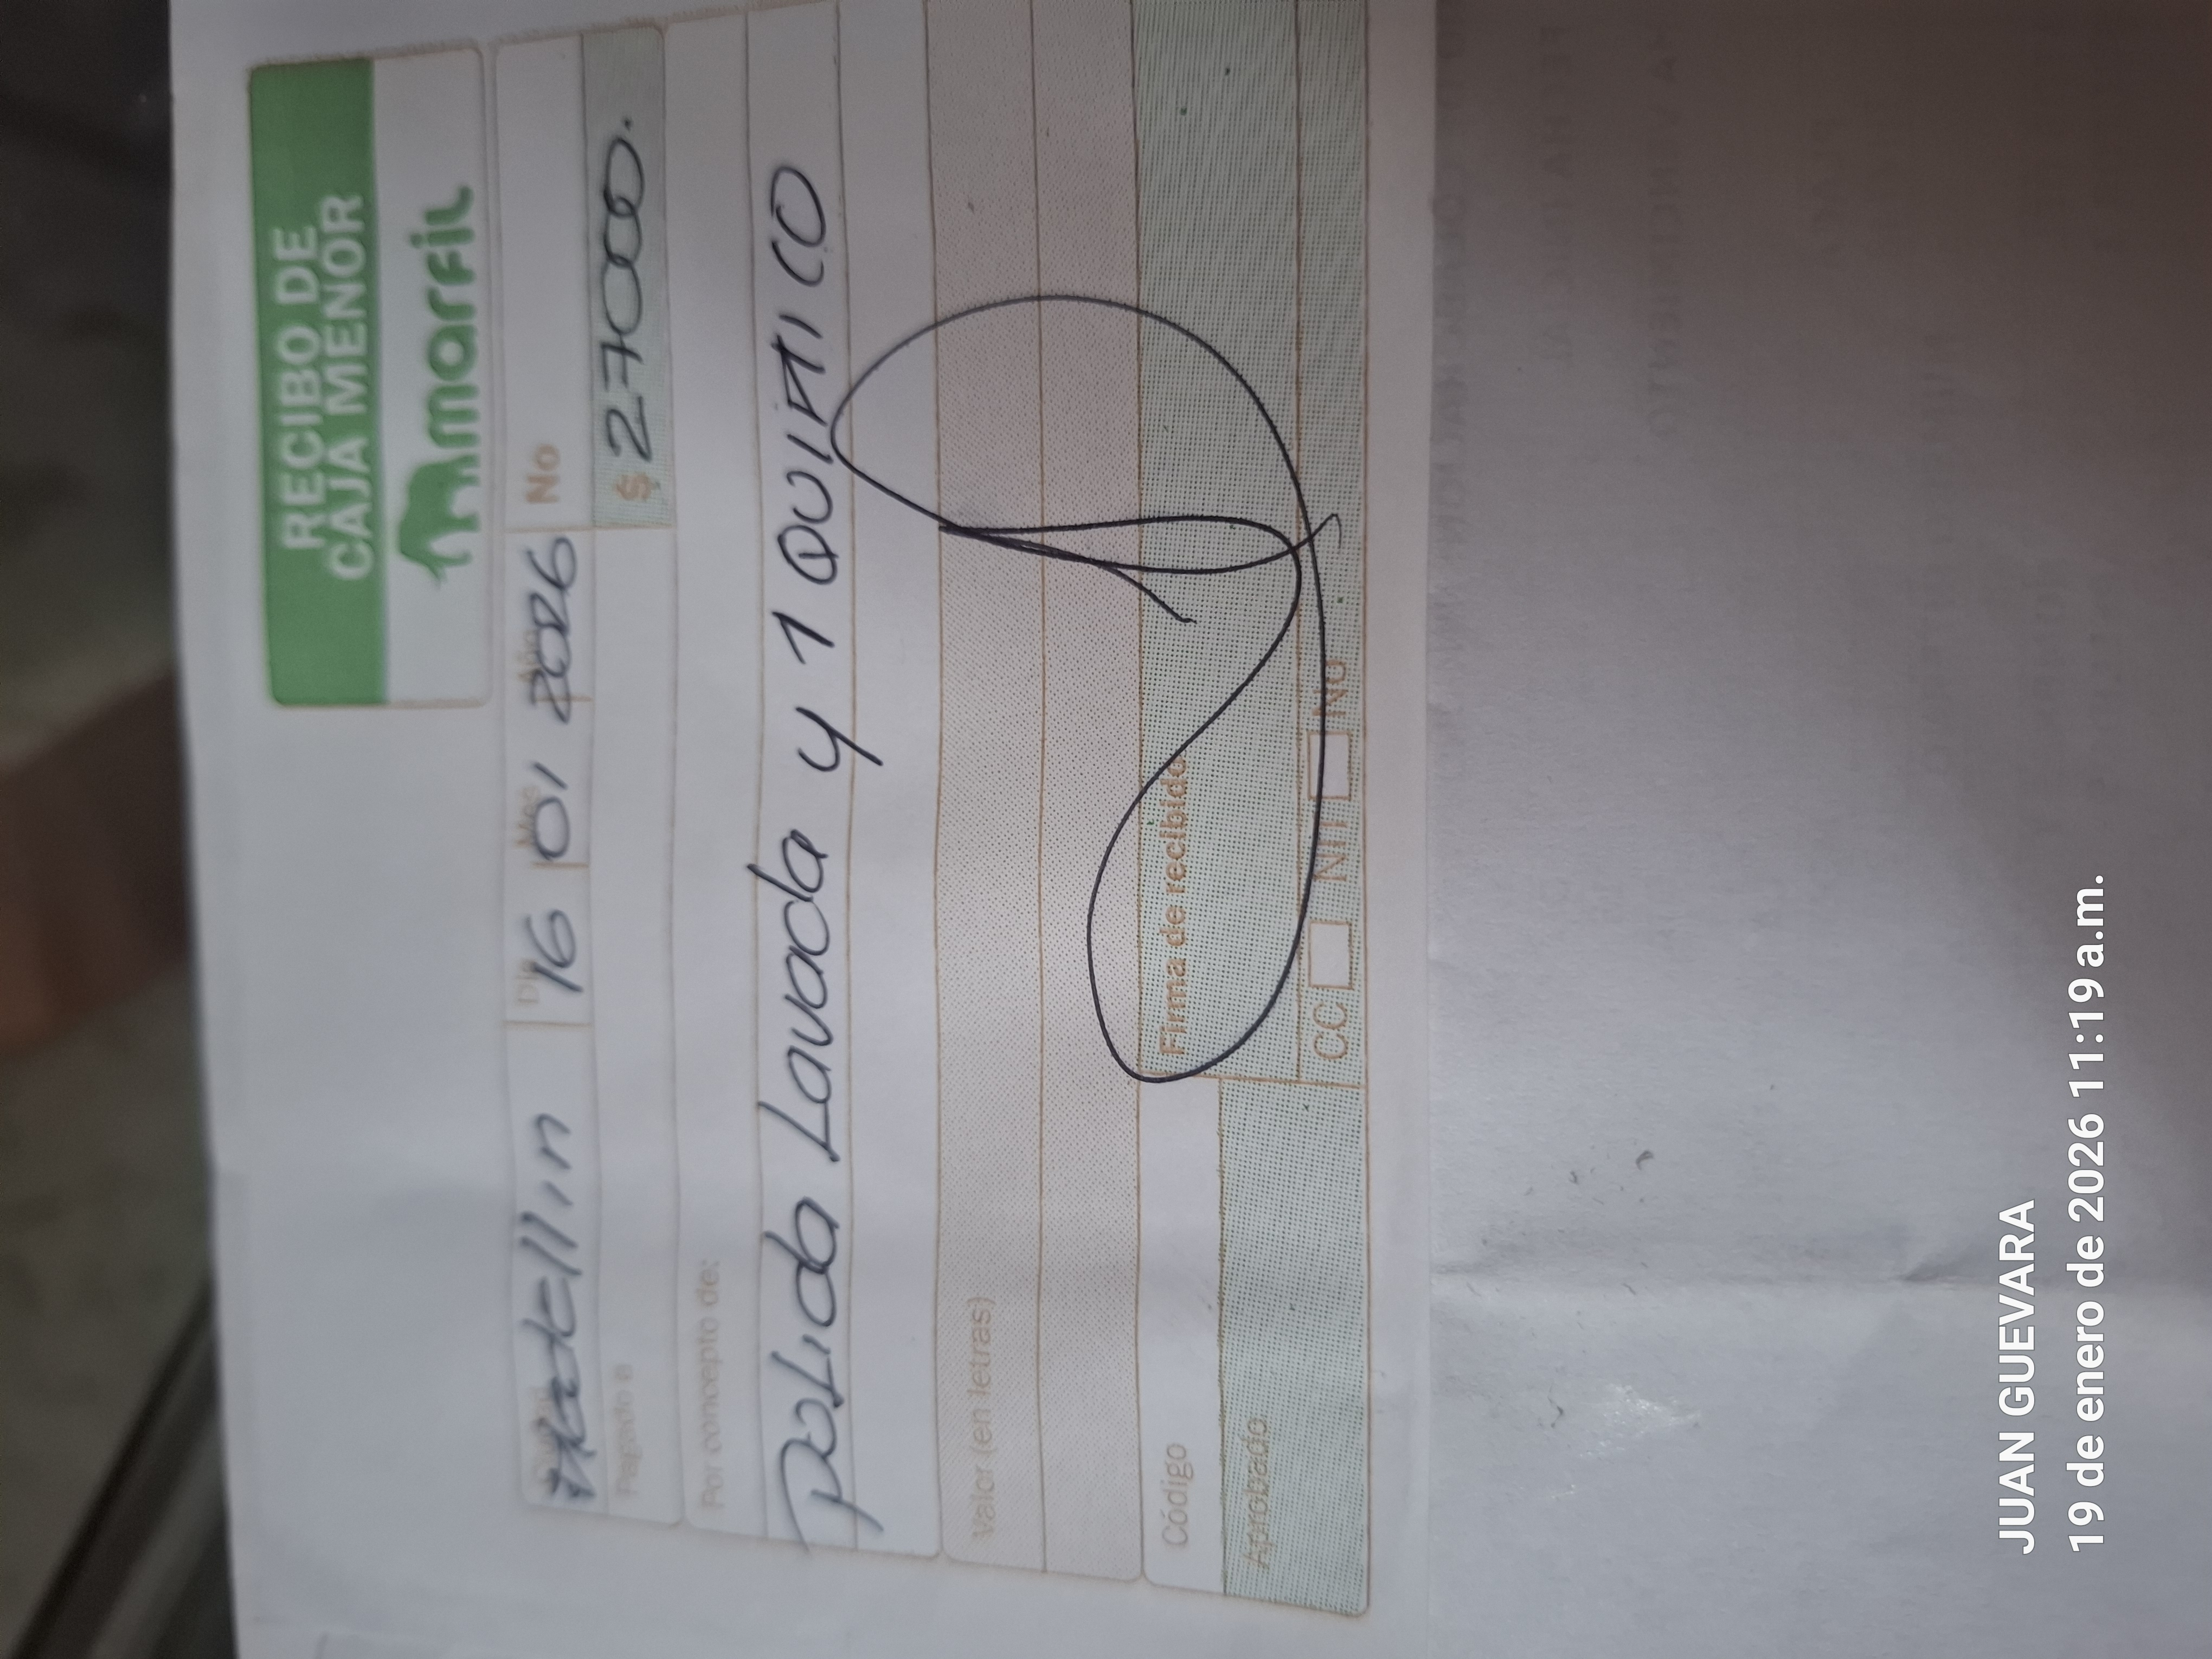 RECIBO DE
CAJA MENOR
marfil
Ciudad Medellin Día 16 Mes 01 Año 2026 No
Pagado a $ 27000.
Por concepto de:
polida Lavada y 1 QUIMICO
Valor (en letras)
Código Firma de recibido
Aprobado
CC NIT No
JUAN GUEVARA
19 de enero de 2026 11:19 a.m.